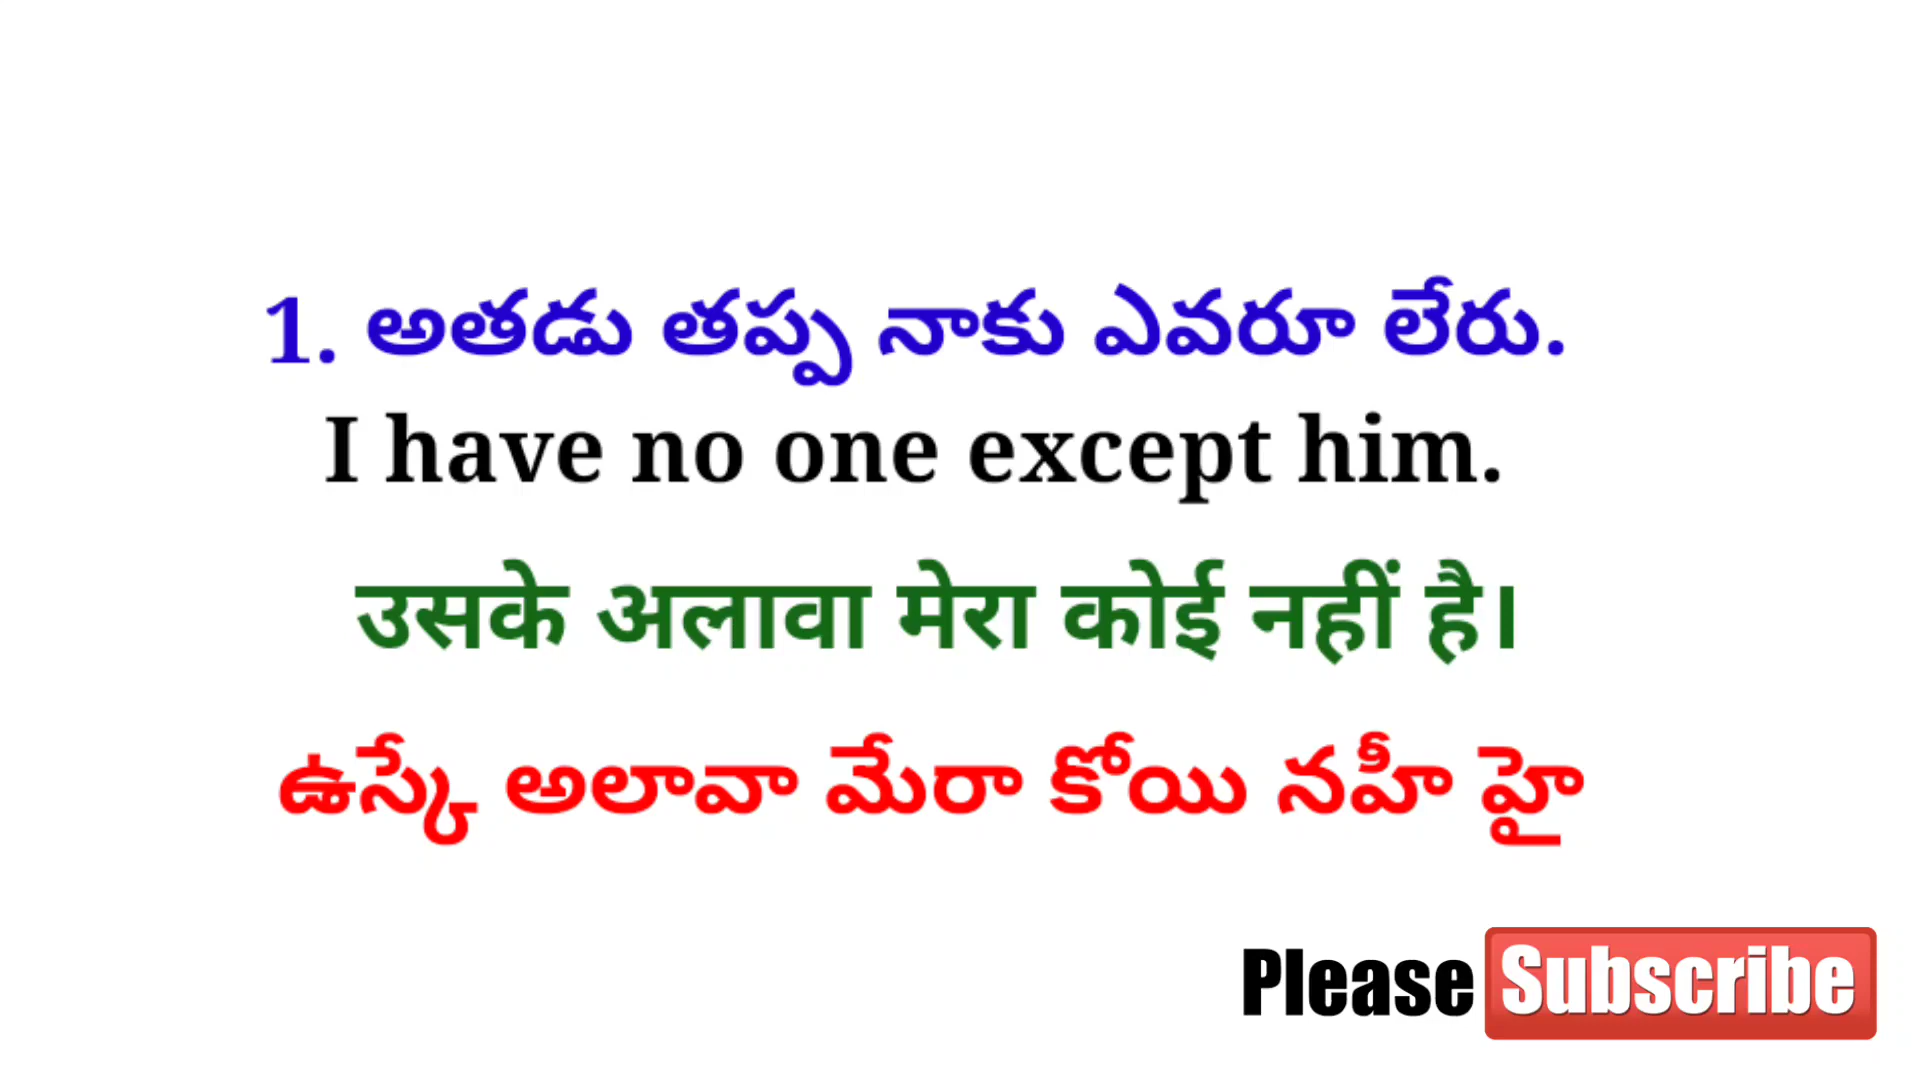 1. అతడు తప్ప నాకు ఎవరూ లేరు.
I have no one except him.
उसके अलावा मेरा कोई नहीं है।
ఉస్కే అలావా మేరా కోయి నహీ హై
Please Subscribe